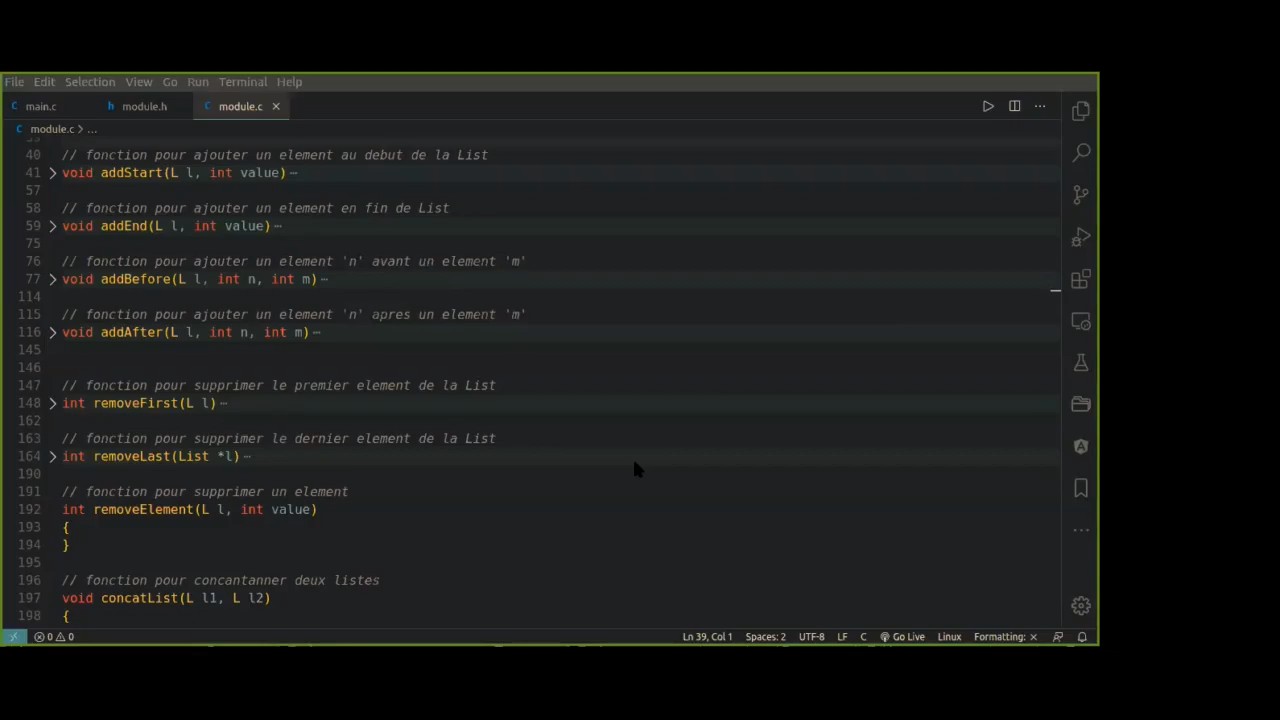 File Edit Selection View Go Run Terminal Help
C main.c h module.h C module.c ×
C module.c > ...
40 // fonction pour ajouter un element au debut de la List
41 void addStart(L l, int value) ⋯
57
58 // fonction pour ajouter un element en fin de List
59 void addEnd(L l, int value) ⋯
75
76 // fonction pour ajouter un element 'n' avant un element 'm'
77 void addBefore(L l, int n, int m) ⋯
114
115 // fonction pour ajouter un element 'n' apres un element 'm'
116 void addAfter(L l, int n, int m) ⋯
145
146
147 // fonction pour supprimer le premier element de la List
148 int removeFirst(L l) ⋯
162
163 // fonction pour supprimer le dernier element de la List
164 int removeLast(List *l) ⋯
190
191 // fonction pour supprimer un element
192 int removeElement(L l, int value)
193 {
194 }
195
196 // fonction pour concantanner deux listes
197 void concatList(L l1, L l2)
198 {
0 0 Ln 39, Col 1 Spaces: 2 UTF-8 LF C Go Live Linux Formatting: ×